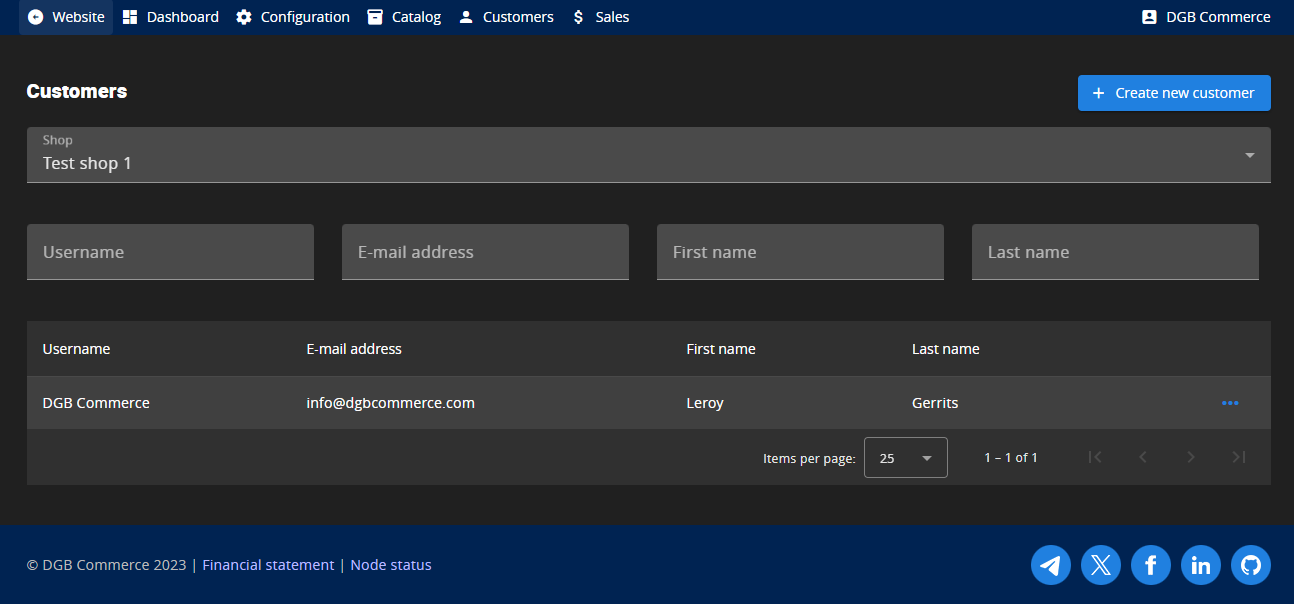 Website Dashboard Configuration Catalog Customers $ Sales DGB Commerce
Customers
+ Create new customer
Shop
Test shop 1
Username E-mail address First name Last name
Username E-mail address First name Last name
DGB Commerce info@dgbcommerce.com Leroy Gerrits
Items per page: 25 1 – 1 of 1
© DGB Commerce 2023 | Financial statement | Node status